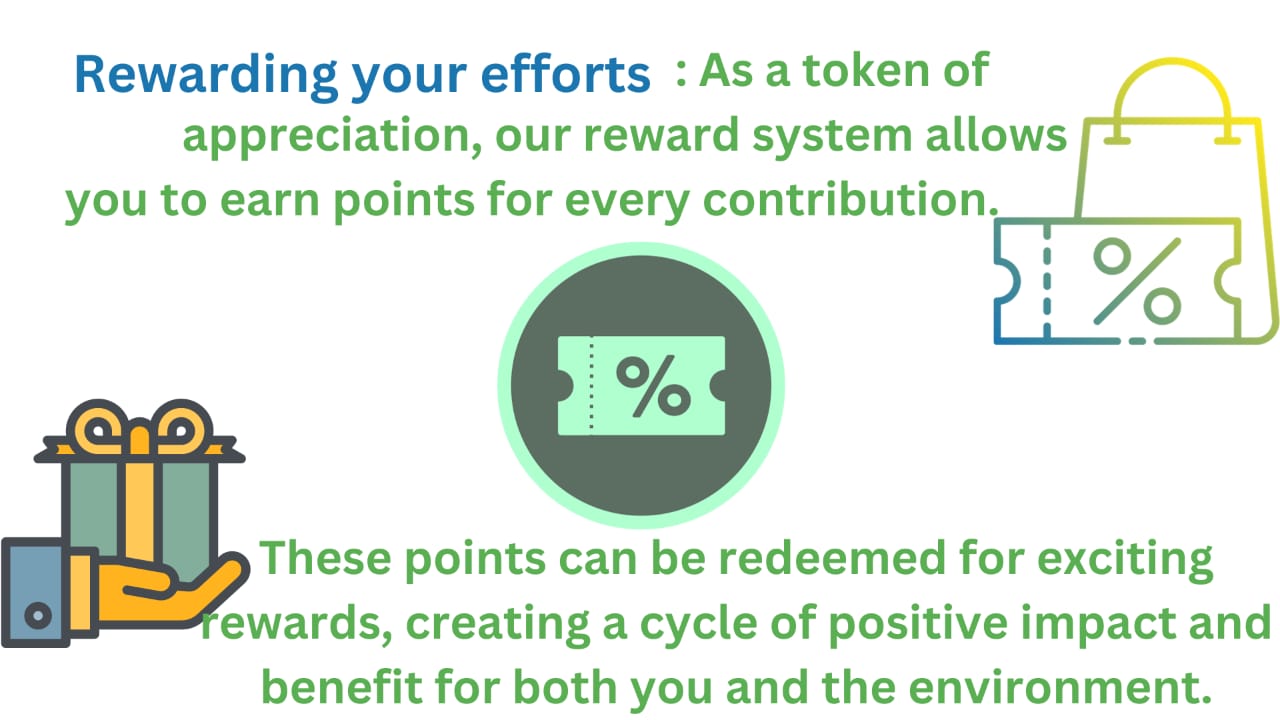 Rewarding your efforts : As a token of
appreciation, our reward system allows
you to earn points for every contribution.
%
%
These points can be redeemed for exciting
rewards, creating a cycle of positive impact and
benefit for both you and the environment.